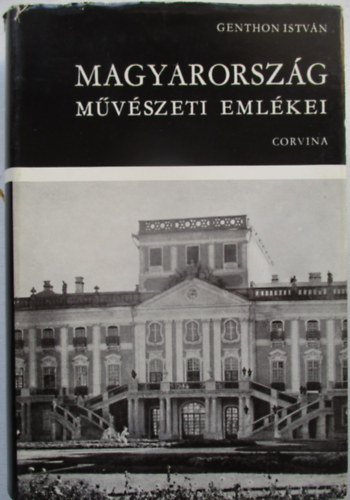 GENTHON ISTVÁN
MAGYARORSZÁG
MŰVÉSZETI EMLÉKEI
CORVINA